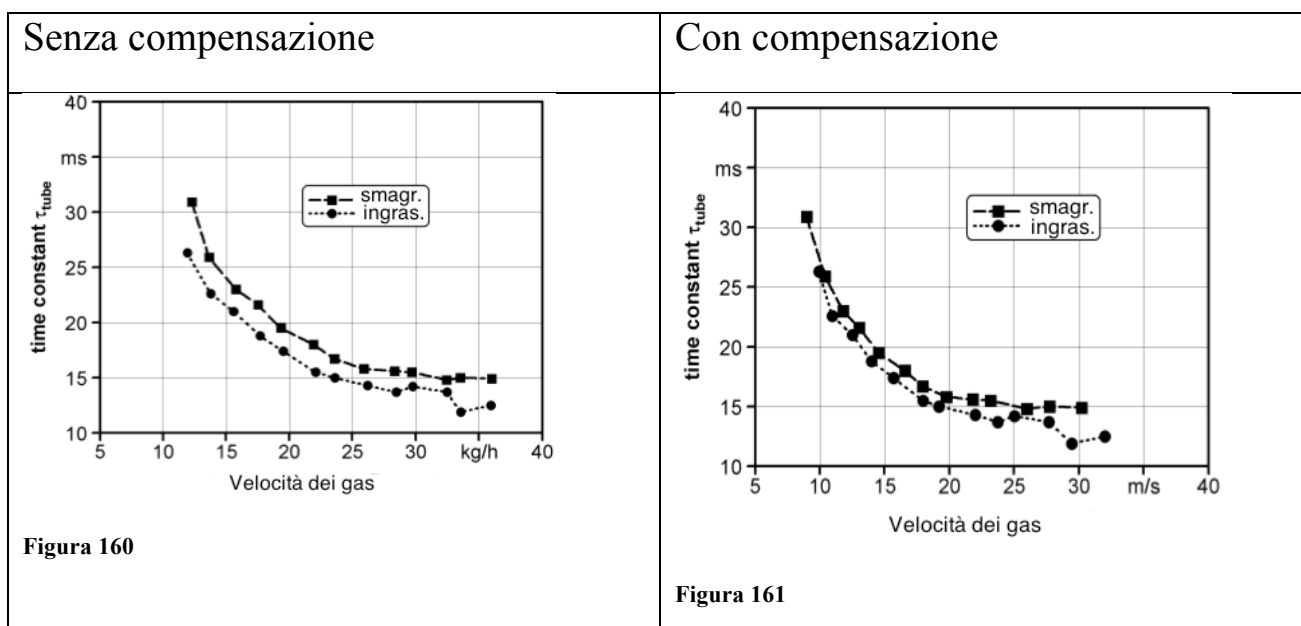 Senza compensazione
Con compensazione
40
ms
30
25
20
15
10
5
10
15
20
25
30
kg/h
40
time constant τtube
smagr.
ingras.
Velocità dei gas
Figura 160
40
ms
30
25
20
15
10
5
10
15
20
25
30
m/s
40
time constant τtube
smagr.
ingras.
Velocità dei gas
Figura 161